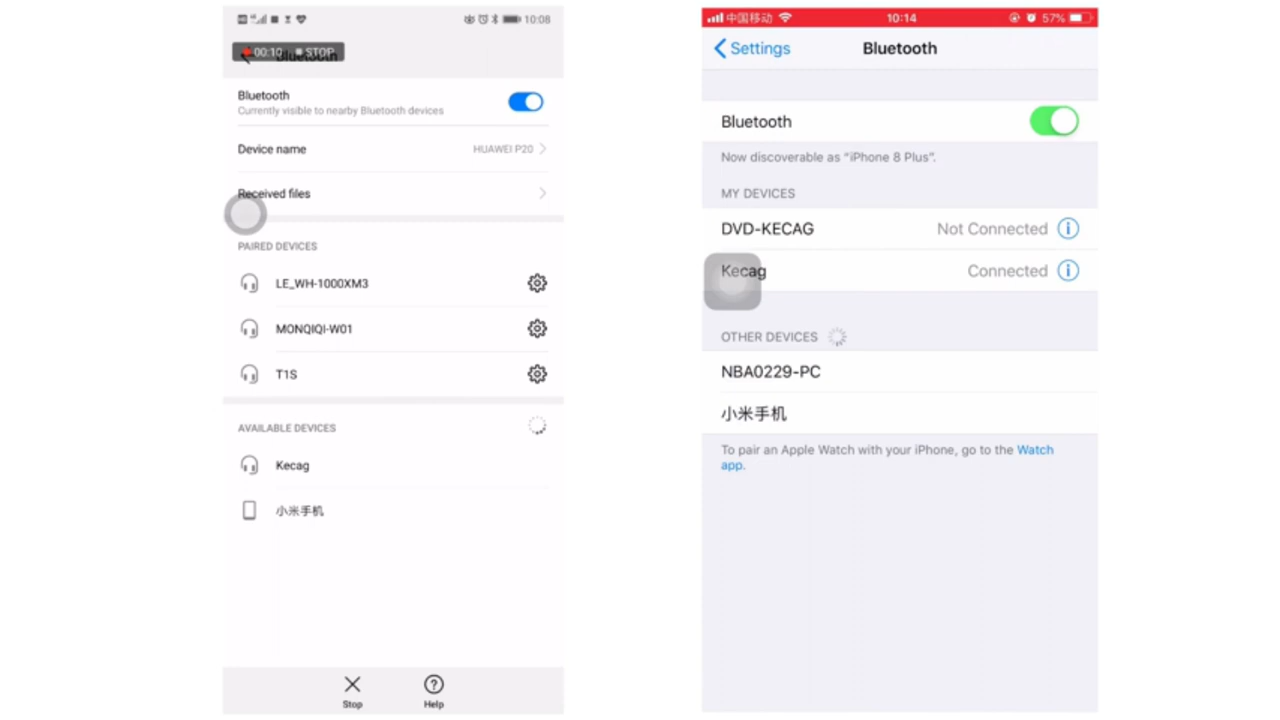 10:08
00:10 STOP
Bluetooth
Bluetooth
Currently visible to nearby Bluetooth devices
Device name
HUAWEI P20
Received files
PAIRED DEVICES
LE_WH-1000XM3
MONQIQI-W01
T1S
AVAILABLE DEVICES
Kecag
小米手机
Stop
Help
中国移动
10:14
57%
Settings
Bluetooth
Bluetooth
Now discoverable as “iPhone 8 Plus”.
MY DEVICES
DVD-KECAG
Not Connected
Kecag
Connected
OTHER DEVICES
NBA0229-PC
小米手机
To pair an Apple Watch with your iPhone, go to the Watch
app.